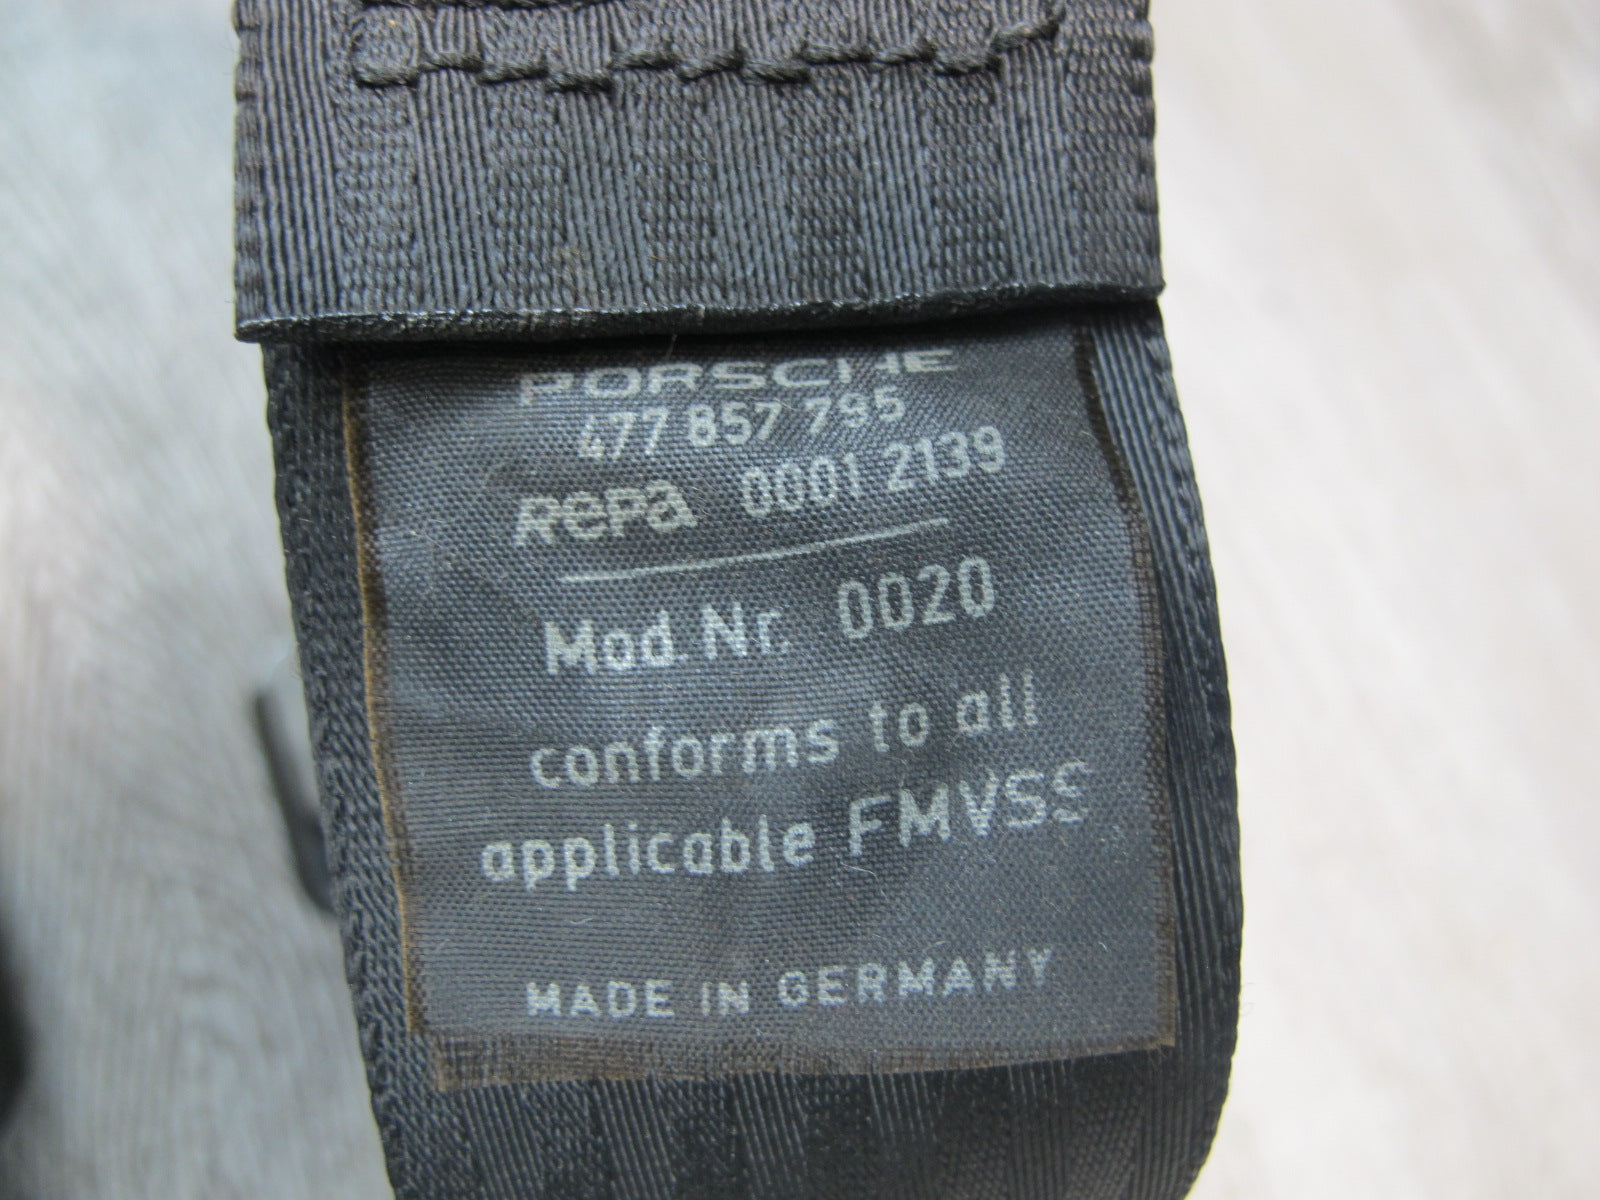 PORSCHE
477 857 795
Repa 0001 2139
Mod. Nr. 0020
conforms to all
applicable FMVSS
MADE IN GERMANY